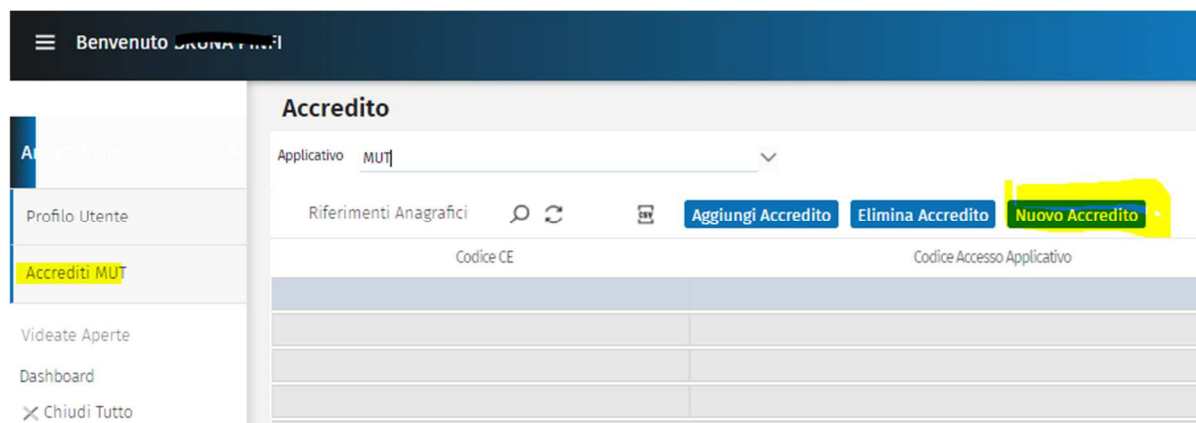 Benvenuto
Accredito
Applicativo MUT
Profilo Utente
Riferimenti Anagrafici CSV Aggiungi Accredito Elimina Accredito Nuovo Accredito
Accrediti MUT
Codice CE Codice Accesso Applicativo
Videate Aperte
Dashboard
Chiudi Tutto